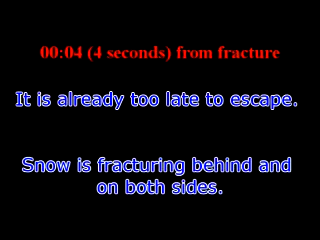 00:04 (4 seconds) from fracture
It is already too late to escape.
Snow is fracturing behind and
on both sides.